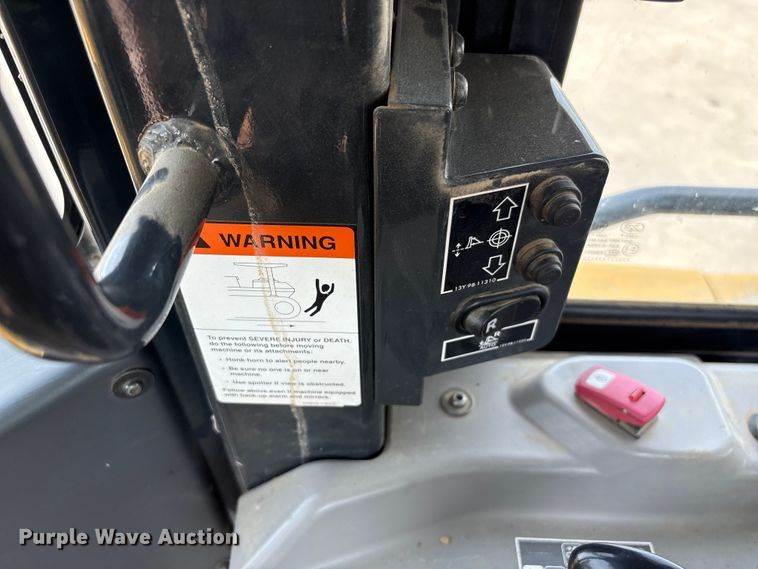 WARNING
To prevent SEVERE INJURY or DEATH,
do the following before moving
machine or its attachments:
- Honk horn to alert people nearby.
- Be sure no one is on or near
machine.
- Use spotter if view is obstructed.
Follow above even if machine equipped
with back-up alarm and mirrors.
13Y-98-11310
R
R
Purple Wave Auction